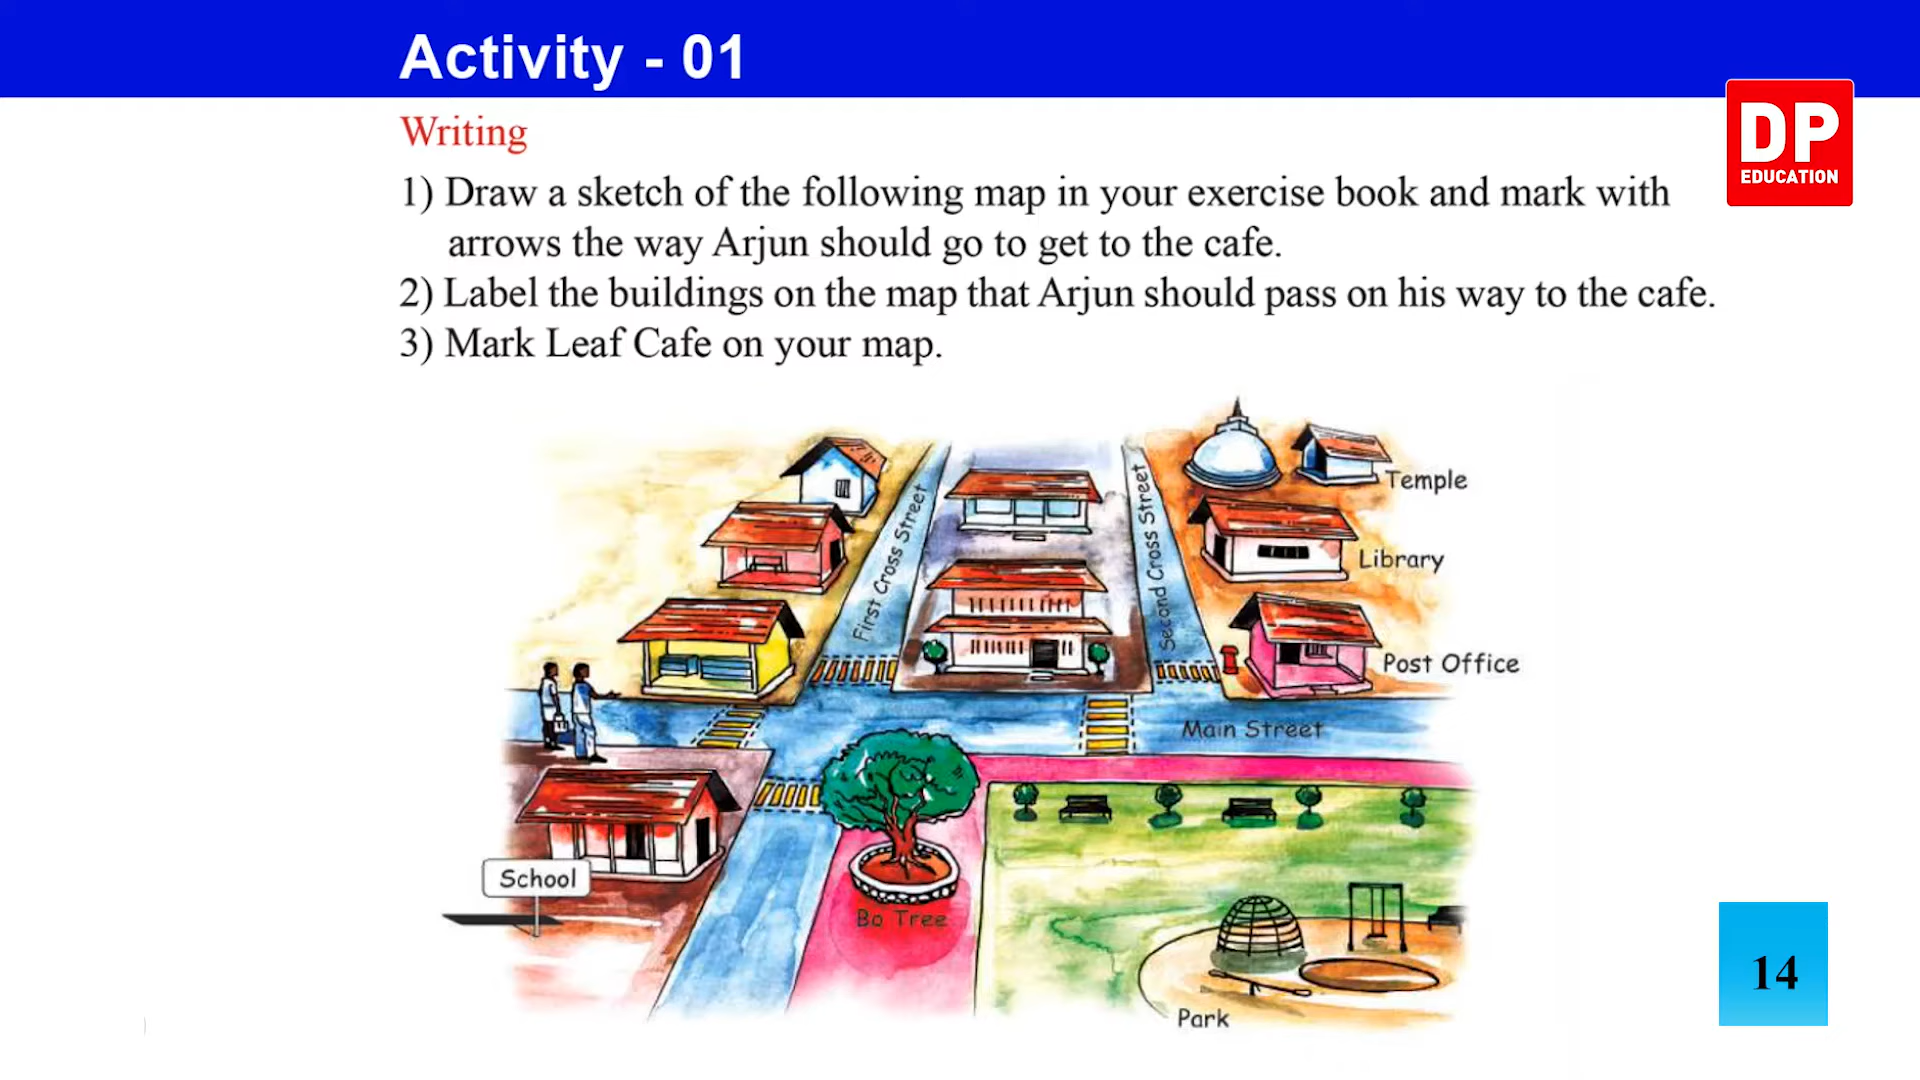 Activity - 01
DP
EDUCATION
Writing
1) Draw a sketch of the following map in your exercise book and mark with
arrows the way Arjun should go to get to the cafe.
2) Label the buildings on the map that Arjun should pass on his way to the cafe.
3) Mark Leaf Cafe on your map.
Temple
First Cross Street
Second Cross Street
Library
Post Office
Main Street
School
Bo Tree
Park
14